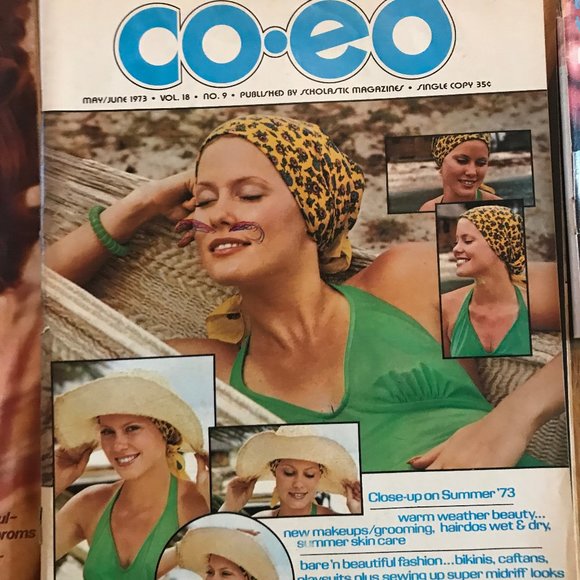 co•ed
MAY/JUNE 1973 • VOL. 18 • NO. 9 • PUBLISHED BY SCHOLASTIC MAGAZINES • SINGLE COPY 35¢
Close-up on Summer '73
warm weather beauty...
new makeups/grooming, hairdos wet & dry,
summer skin care
bare 'n beautiful fashion...bikinis, caftans,
playsuits plus sewing up super midriff looks
ul-
proms